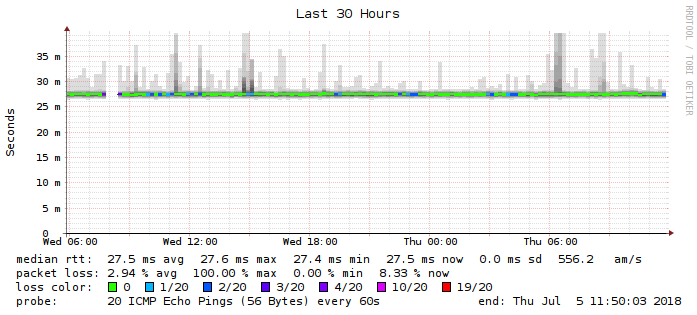 Last 30 Hours
RRDTOOL / TOBI OETIKER
Seconds
35 m
30 m
25 m
20 m
15 m
10 m
5 m
0
Wed 06:00 Wed 12:00 Wed 18:00 Thu 00:00 Thu 06:00
median rtt: 27.5 ms avg 27.6 ms max 27.4 ms min 27.5 ms now 0.0 ms sd 556.2 am/s
packet loss: 2.94 % avg 100.00 % max 0.00 % min 8.33 % now
loss color: 0 1/20 2/20 3/20 4/20 10/20 19/20
probe: 20 ICMP Echo Pings (56 Bytes) every 60s end: Thu Jul 5 11:50:03 2018